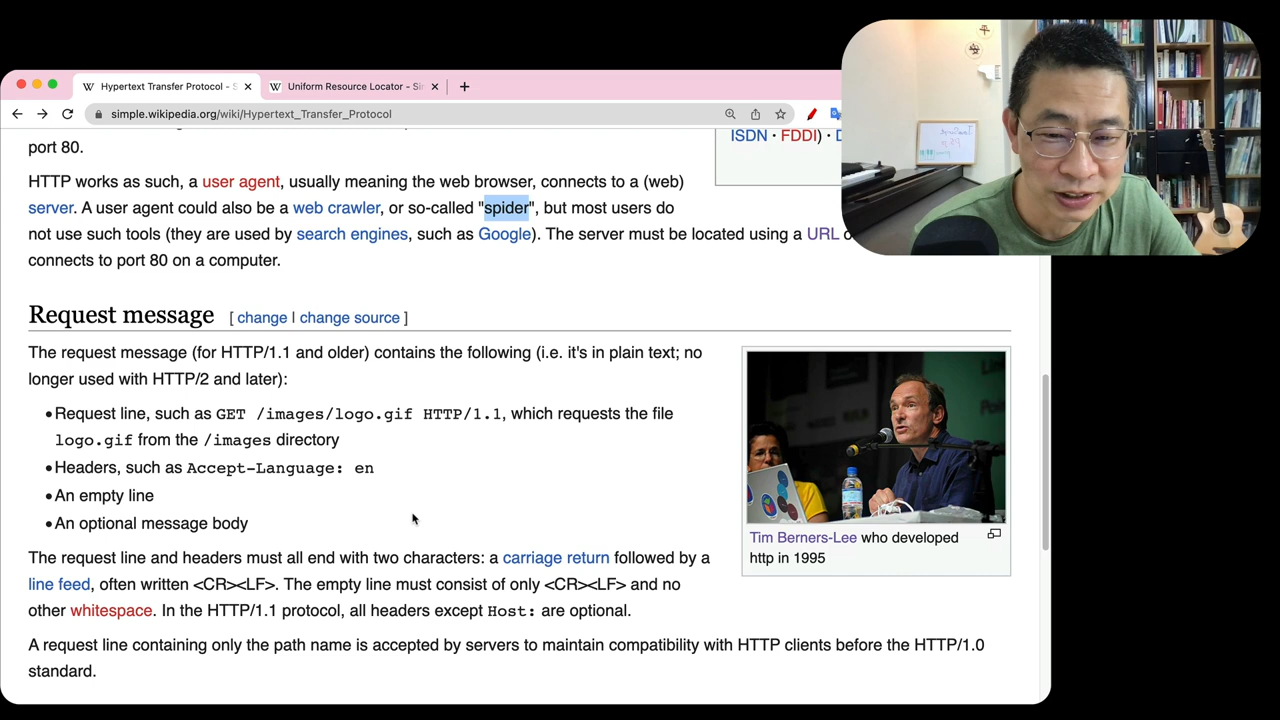 Hypertext Transfer Protocol - S
Uniform Resource Locator - Si
simple.wikipedia.org/wiki/Hypertext_Transfer_Protocol
port 80.
ISDN · FDDI) ·
HTTP works as such, a user agent, usually meaning the web browser, connects to a (web)
server. A user agent could also be a web crawler, or so-called "spider", but most users do
not use such tools (they are used by search engines, such as Google). The server must be located using a URL
connects to port 80 on a computer.
Request message [ change | change source ]
The request message (for HTTP/1.1 and older) contains the following (i.e. it's in plain text; no
longer used with HTTP/2 and later):
•Request line, such as GET /images/logo.gif HTTP/1.1, which requests the file
logo.gif from the /images directory
•Headers, such as Accept-Language: en
•An empty line
•An optional message body
Tim Berners-Lee who developed
http in 1995
The request line and headers must all end with two characters: a carriage return followed by a
line feed, often written <CR><LF>. The empty line must consist of only <CR><LF> and no
other whitespace. In the HTTP/1.1 protocol, all headers except Host: are optional.
A request line containing only the path name is accepted by servers to maintain compatibility with HTTP clients before the HTTP/1.0
standard.